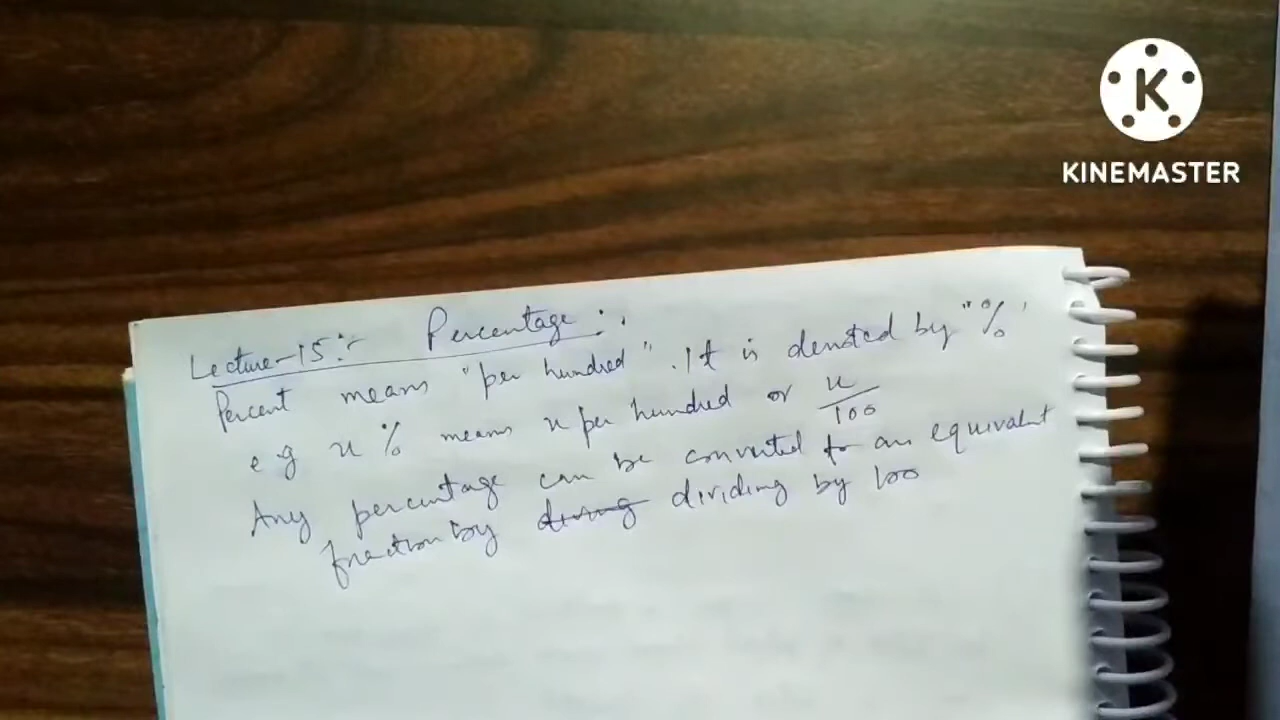 K
KINEMASTER
Lecture-15:- Percentage :.
Percent means "per hundred". It is denoted by "%"
e.g x % means x per hundred or x/100
Any percentage can be converted to an equivalent
fraction by dividing by 100